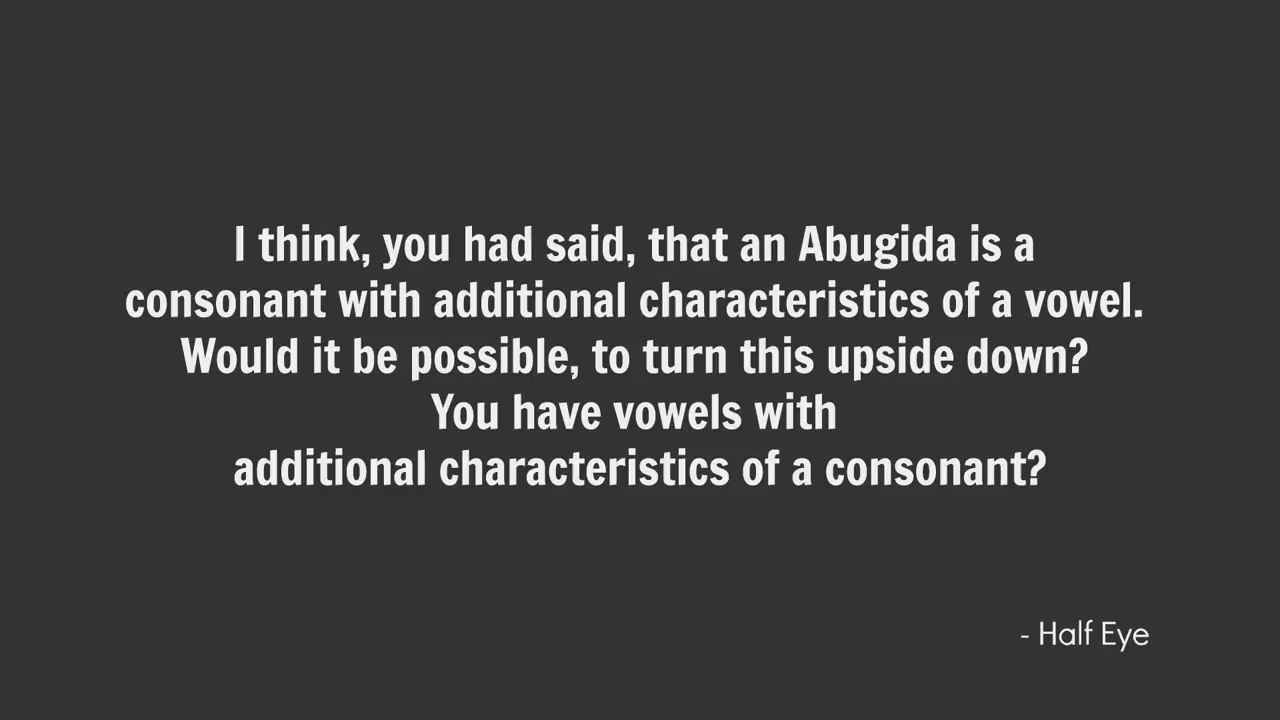 I think, you had said, that an Abugida is a
consonant with additional characteristics of a vowel.
Would it be possible, to turn this upside down?
You have vowels with
additional characteristics of a consonant?
- Half Eye